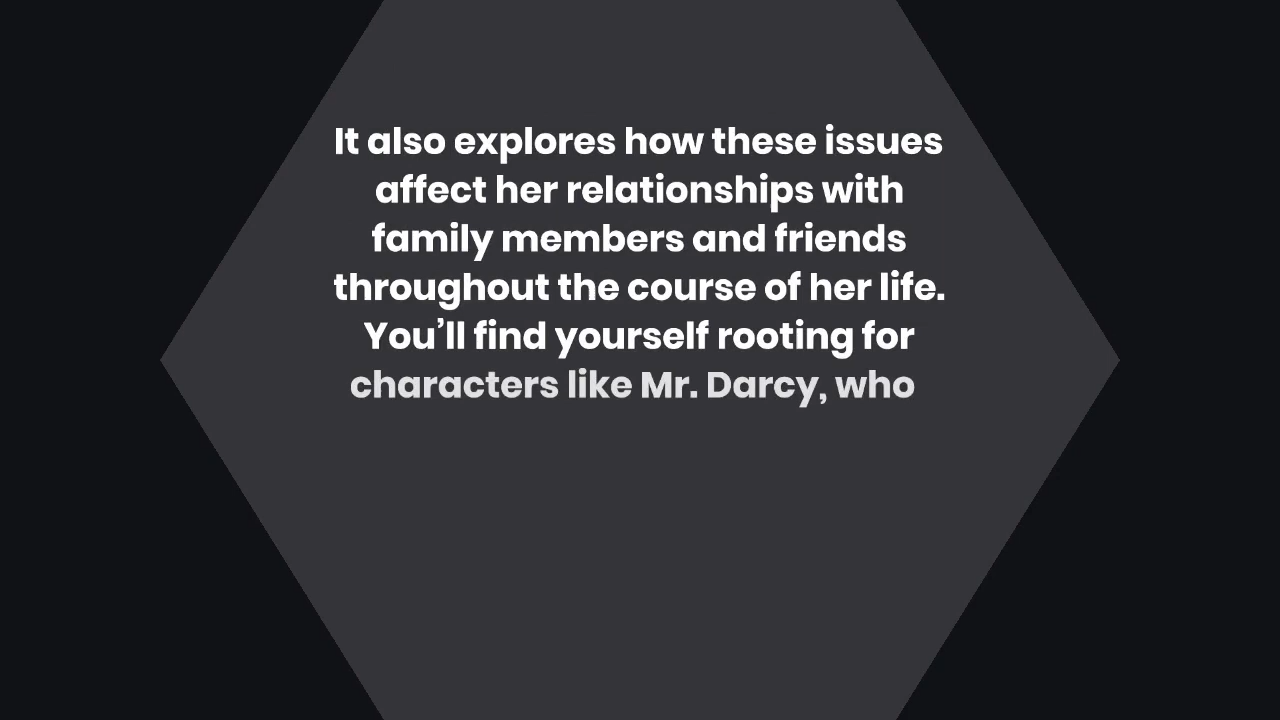 It also explores how these issues
affect her relationships with
family members and friends
throughout the course of her life.
You’ll find yourself rooting for
characters like Mr. Darcy, who